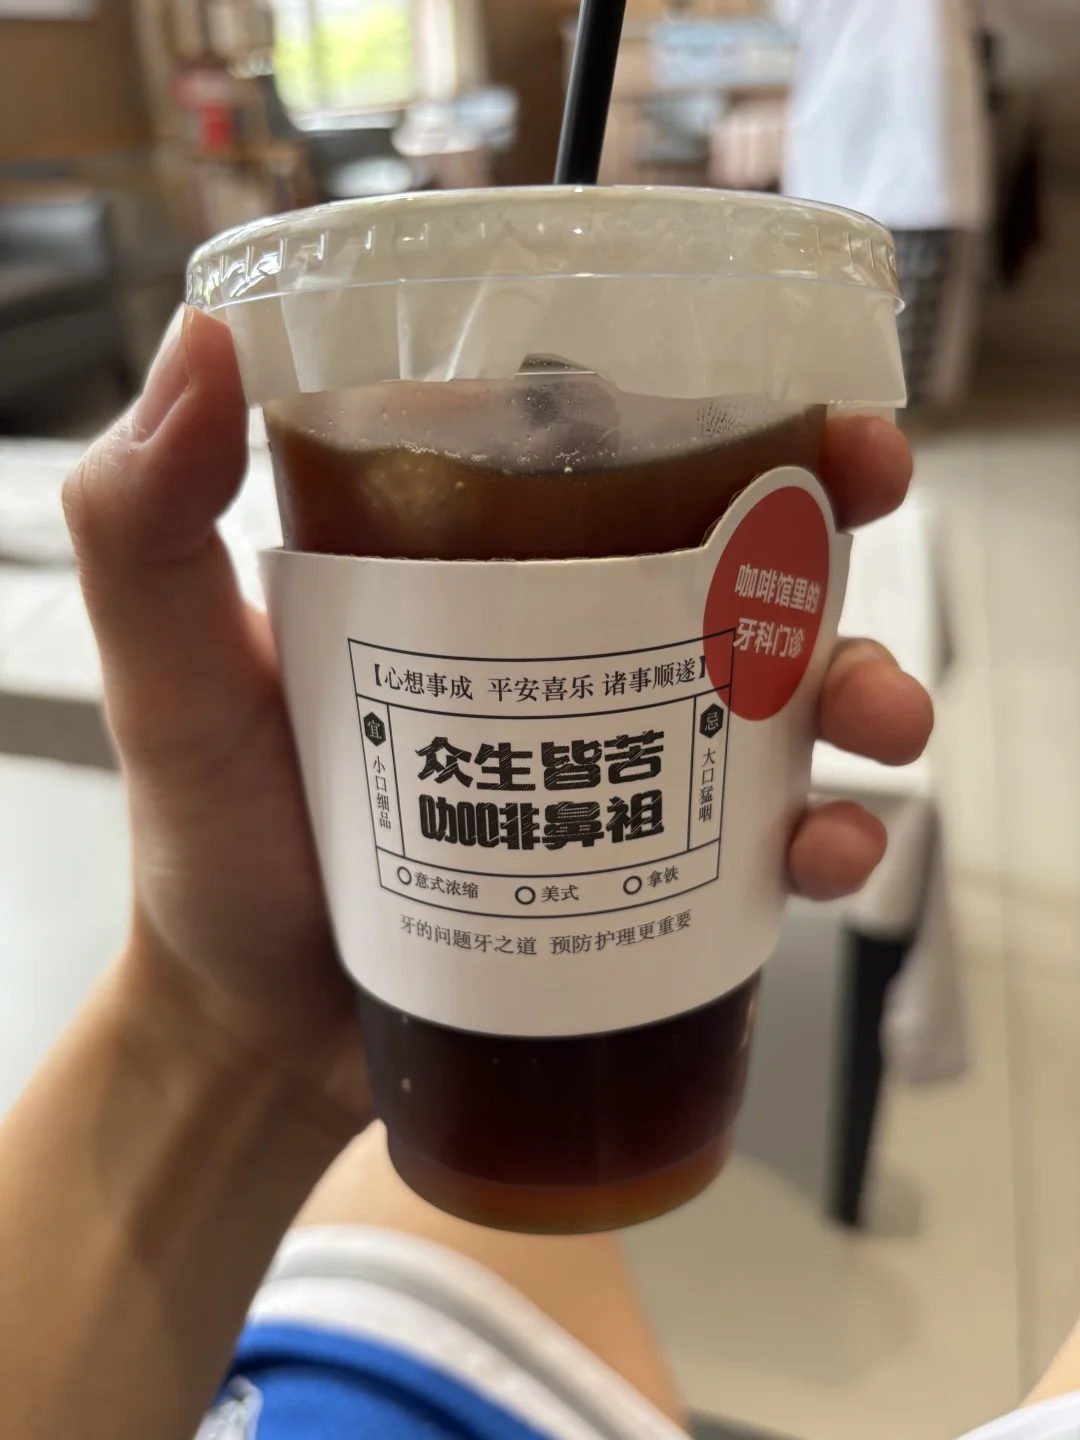 咖啡馆里的
牙科门诊
【心想事成 平安喜乐 诸事顺遂】
宜
小口细品
众生皆苦
咖啡鼻祖
忌
大口猛咽
意式浓缩 美式 拿铁
牙的问题牙之道 预防护理更重要